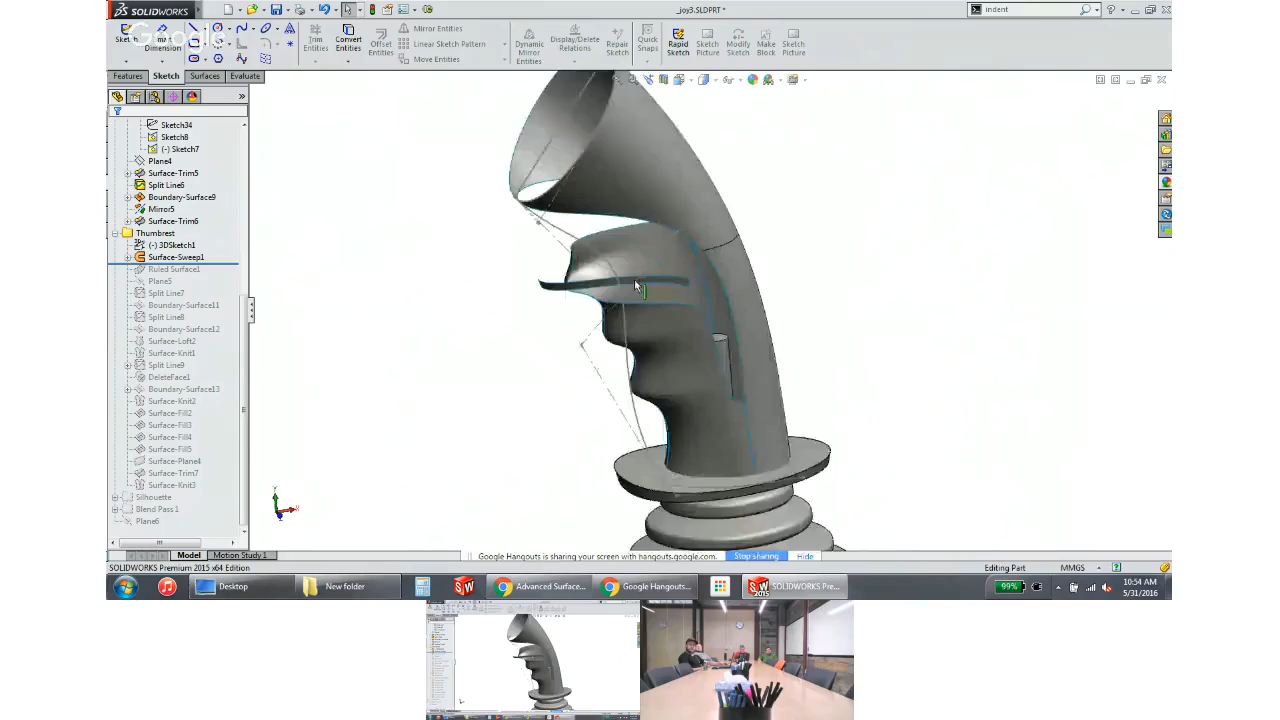 SOLIDWORKS
_joy3.SLDPRT *
indent
Google
Sketch
Smart Dimension
Trim Entities
Convert Entities
Offset Entities
Mirror Entities
Linear Sketch Pattern
Move Entities
Dynamic Mirror Entities
Display/Delete Relations
Repair Sketch
Quick Snaps
Rapid Sketch
Sketch Picture
Modify Sketch
Make Block
Sketch Picture
Features
Sketch
Surfaces
Evaluate
Sketch34
Sketch8
(-) Sketch7
Plane4
Surface-Trim5
Split Line6
Boundary-Surface9
Mirror5
Surface-Trim6
Thumbrest
(-) 3DSketch1
Surface-Sweep1
Ruled Surface1
Plane5
Split Line7
Boundary-Surface11
Split Line8
Boundary-Surface12
Surface-Loft2
Surface-Knit1
Split Line9
DeleteFace1
Boundary-Surface13
Surface-Knit2
Surface-Fill2
Surface-Fill3
Surface-Fill4
Surface-Fill5
Surface-Plane4
Surface-Trim7
Surface-Knit3
Silhouette
Blend Pass 1
Plane6
Model
Motion Study 1
Google Hangouts is sharing your screen with hangouts.google.com.
Stop sharing
Hide
SOLIDWORKS Premium 2015 x64 Edition
Editing Part
MMGS
Desktop
New folder
Advanced Surface...
Google Hangouts...
SOLIDWORKS Pre...
99%
10:54 AM
5/31/2016